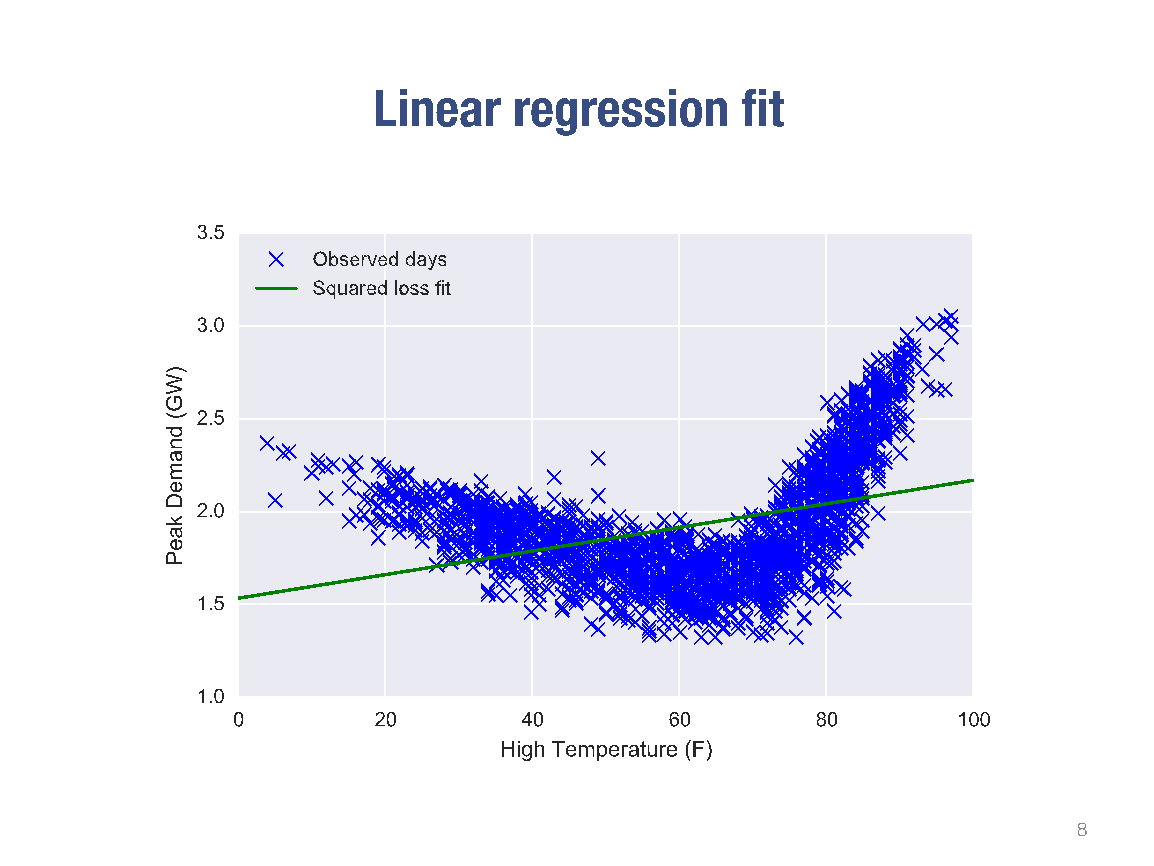 Linear regression fit
3.5
Observed days
Squared loss fit
3.0
2.5
2.0
1.5
1.0
Peak Demand (GW)
0 20 40 60 80 100
High Temperature (F)
8